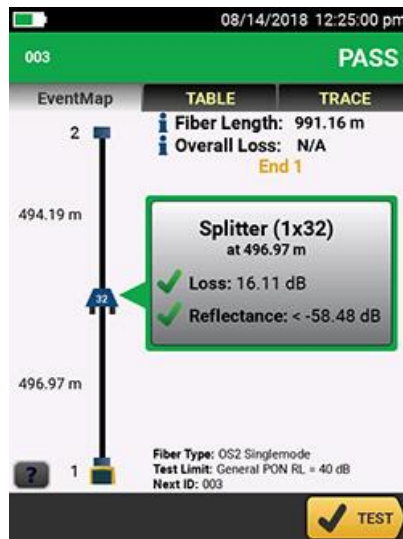 08/14/2018 12:25:00 pm
003
PASS
EventMap
TABLE
TRACE
2
Fiber Length: 991.16 m
Overall Loss: N/A
End 1
494.19 m
Splitter (1x32)
at 496.97 m
Loss: 16.11 dB
Reflectance: < -58.48 dB
32
496.97 m
Fiber Type: OS2 Singlemode
Test Limit: General PON RL = 40 dB
Next ID: 003
?
1
TEST